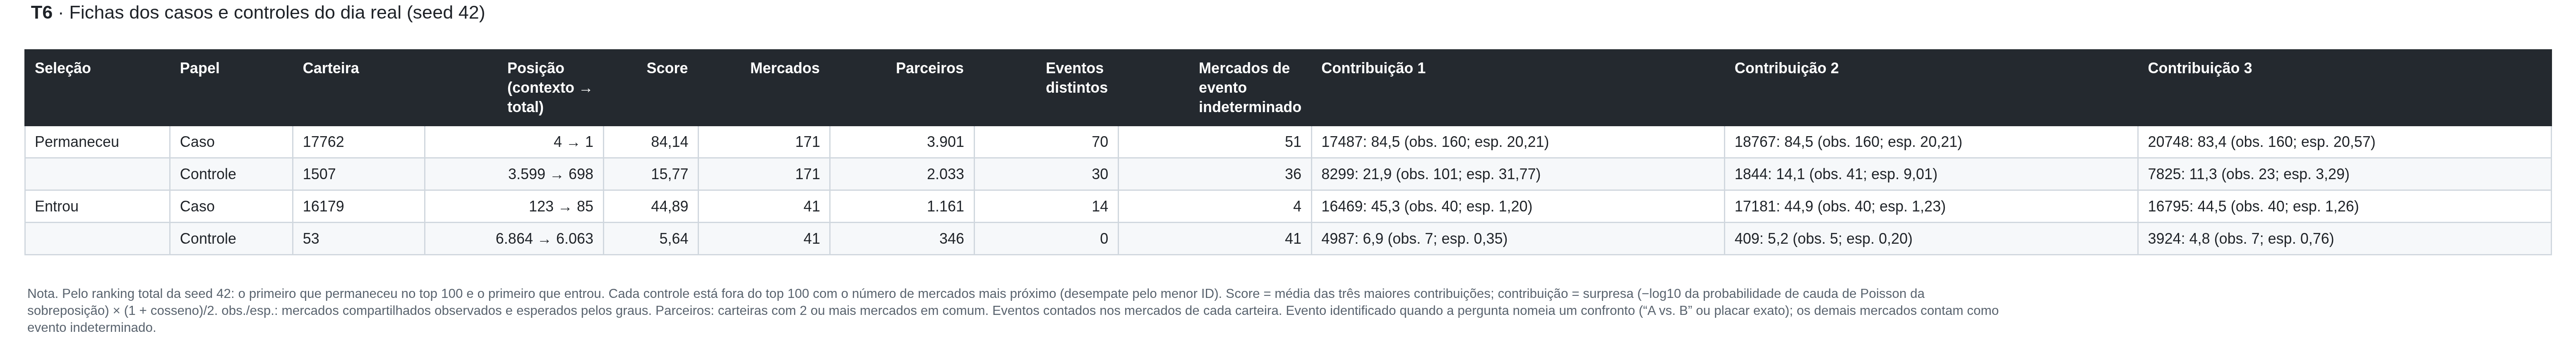 T6 · Fichas dos casos e controles do dia real (seed 42)
Seleção Papel Carteira Posição (contexto → total) Score Mercados Parceiros Eventos distintos Mercados de evento indeterminado Contribuição 1 Contribuição 2 Contribuição 3
Permaneceu Caso 17762 4 → 1 84,14 171 3.901 70 51 17487: 84,5 (obs. 160; esp. 20,21) 18767: 84,5 (obs. 160; esp. 20,21) 20748: 83,4 (obs. 160; esp. 20,57)
Controle 1507 3.599 → 698 15,77 171 2.033 30 36 8299: 21,9 (obs. 101; esp. 31,77) 1844: 14,1 (obs. 41; esp. 9,01) 7825: 11,3 (obs. 23; esp. 3,29)
Entrou Caso 16179 123 → 85 44,89 41 1.161 14 4 16469: 45,3 (obs. 40; esp. 1,20) 17181: 44,9 (obs. 40; esp. 1,23) 16795: 44,5 (obs. 40; esp. 1,26)
Controle 53 6.864 → 6.063 5,64 41 346 0 41 4987: 6,9 (obs. 7; esp. 0,35) 409: 5,2 (obs. 5; esp. 0,20) 3924: 4,8 (obs. 7; esp. 0,76)
Nota. Pelo ranking total da seed 42: o primeiro que permaneceu no top 100 e o primeiro que entrou. Cada controle está fora do top 100 com o número de mercados mais próximo (desempate pelo menor ID). Score = média das três maiores contribuições; contribuição = surpresa (−log10 da probabilidade de cauda de Poisson da
sobreposição) × (1 + cosseno)/2. obs./esp.: mercados compartilhados observados e esperados pelos graus. Parceiros: carteiras com 2 ou mais mercados em comum. Eventos contados nos mercados de cada carteira. Evento identificado quando a pergunta nomeia um confronto (“A vs. B” ou placar exato); os demais mercados contam como
evento indeterminado.